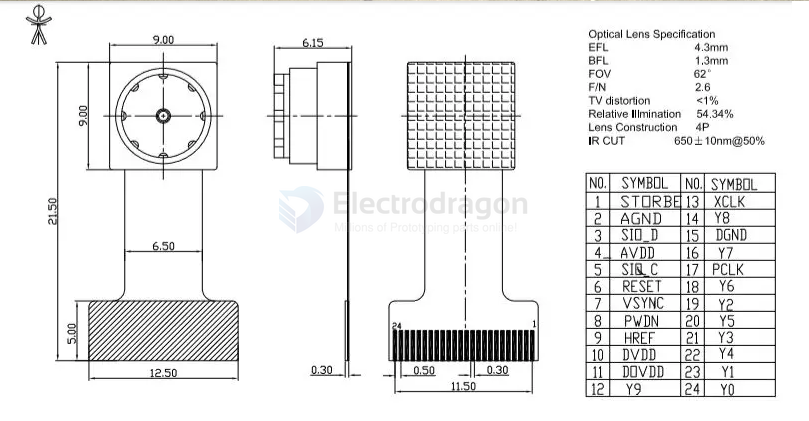 9.00
6.15
9.00
21.50
6.50
5.00
12.50
0.30
24
1
0.50
0.30
11.50
Electrodragon
Millions of Prototyping parts online!
Optical Lens Specification
EFL 4.3mm
BFL 1.3mm
FOV 62°
F/N 2.6
TV distortion <1%
Relative Illmination 54.34%
Lens Construction 4P
IR CUT 650±10nm@50%
NO. SYMBOL NO. SYMBOL
1 STORBE 13 XCLK
2 AGND 14 Y8
3 SIO_D 15 DGND
4_ AVDD 16 Y7
5 SIO_C 17 PCLK
6 RESET 18 Y6
7 VSYNC 19 Y2
8 PWDN 20 Y5
9 HREF 21 Y3
10 DVDD 22 Y4
11 DOVDD 23 Y1
12 Y9 24 Y0